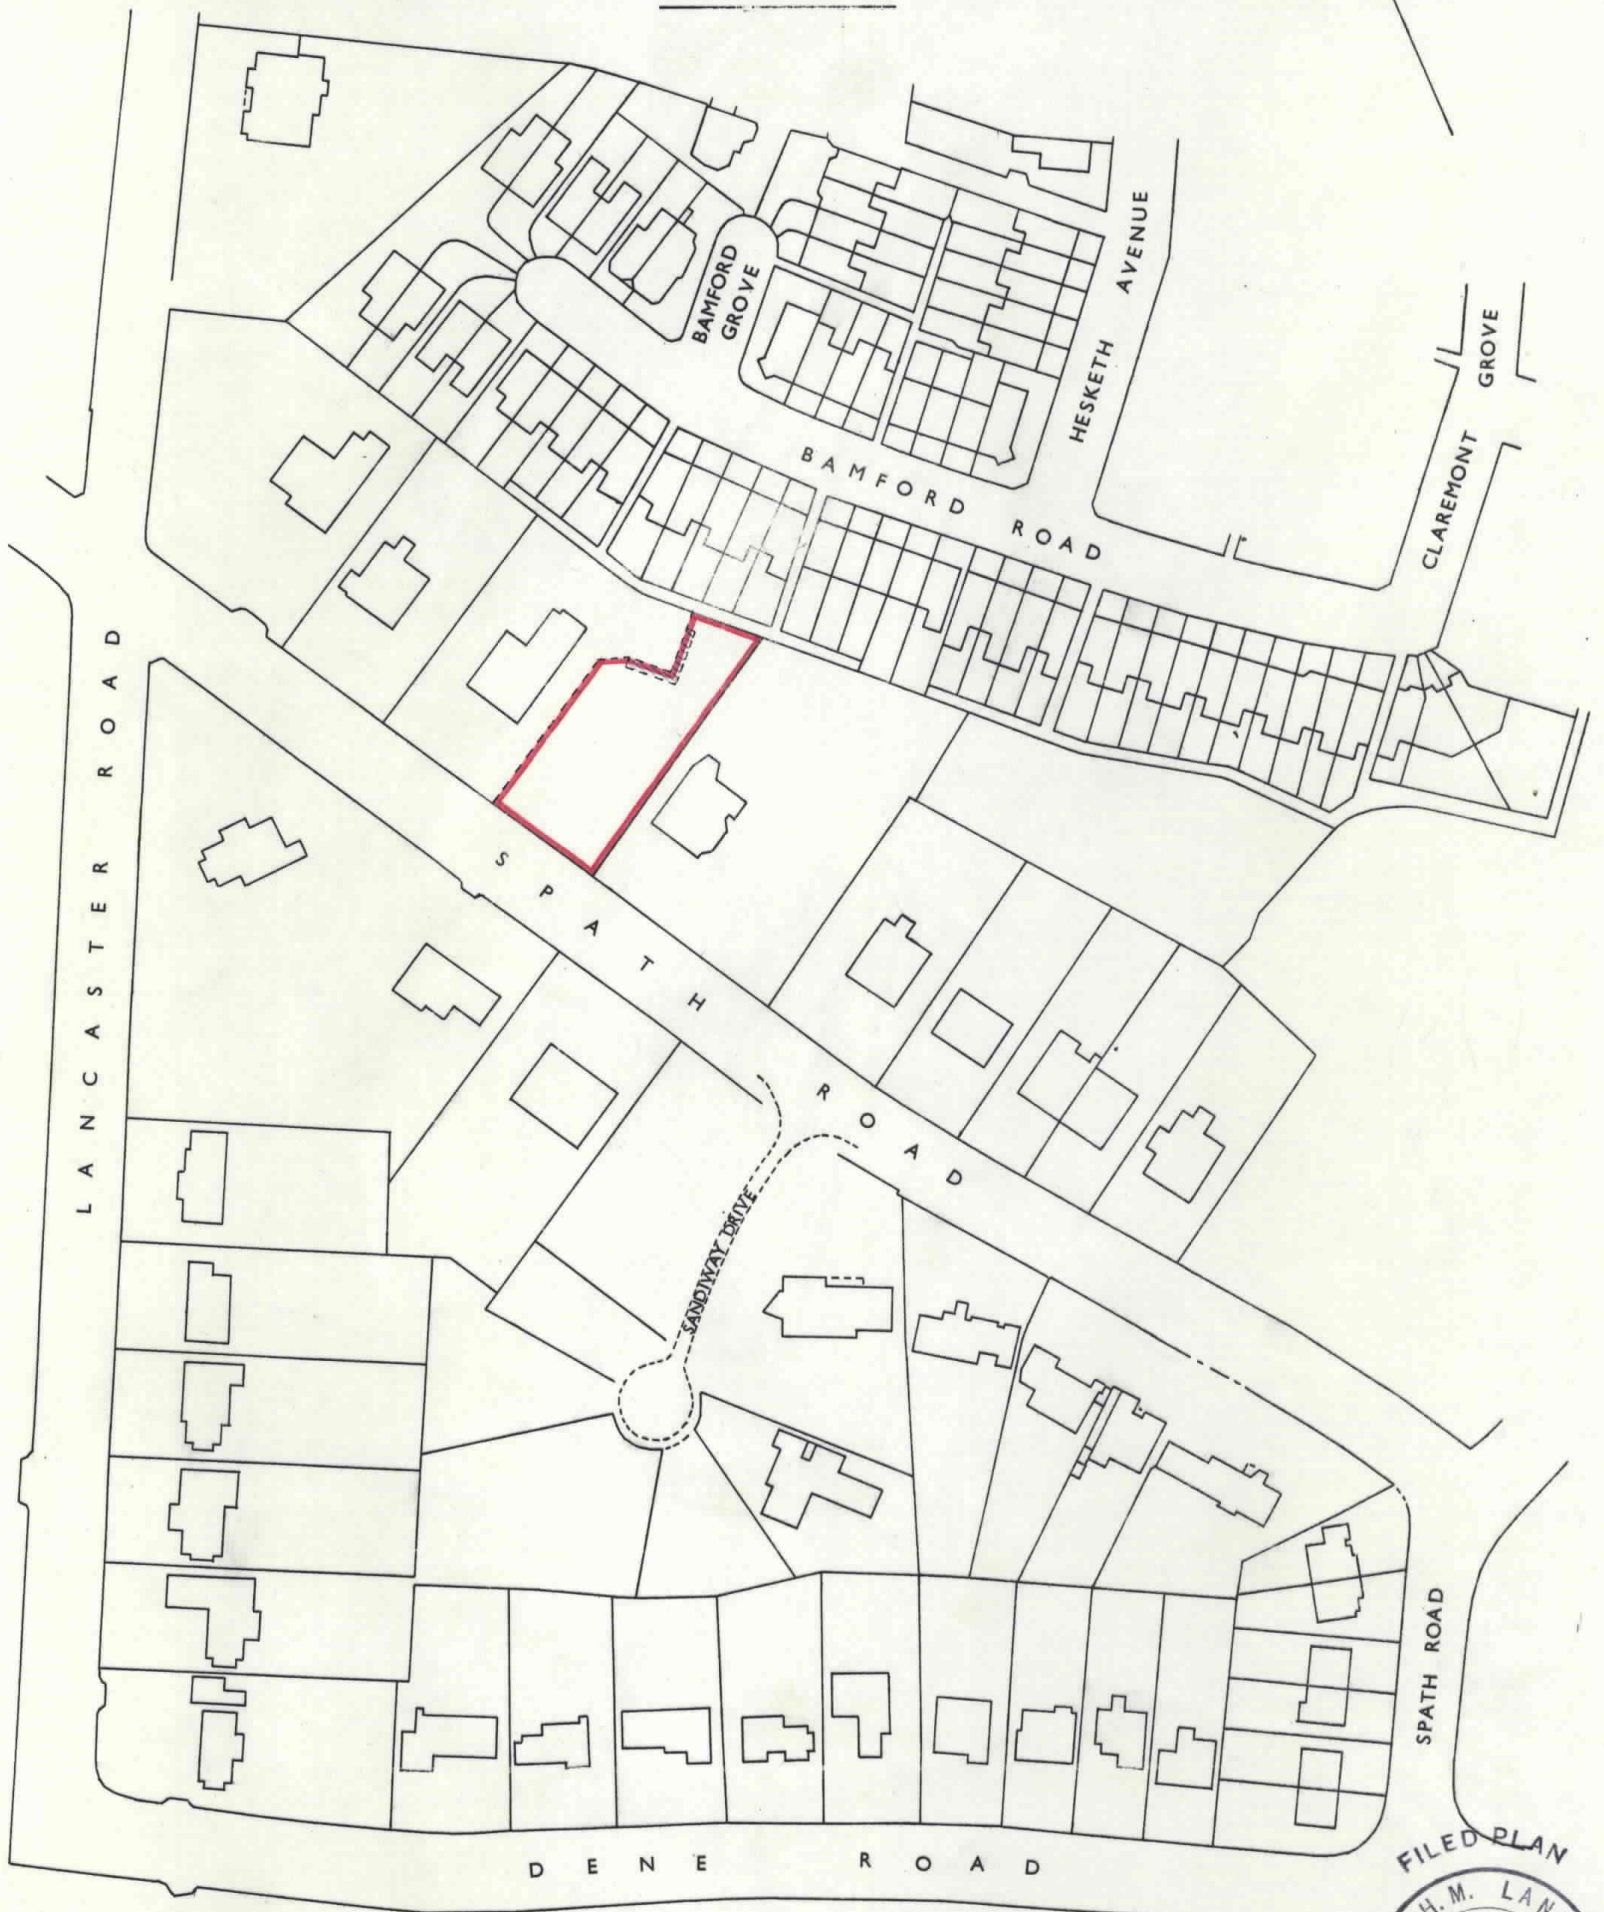 BAMFORD
GROVE
HESKETH AVENUE
GROVE
CLAREMONT
BAMFORD ROAD
LANCASTER ROAD
SPATH ROAD
SANDIWAY DRIVE
SPATH ROAD
DENE ROAD
FILED PLAN
H.M. LAN